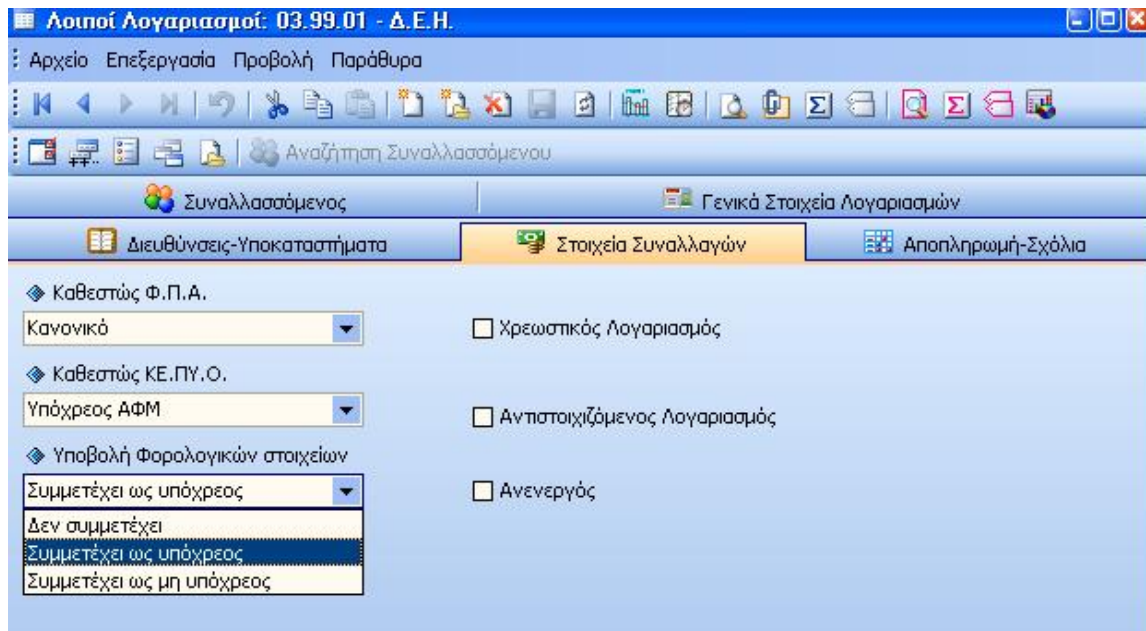 Λοιποί Λογαριασμοί: 03.99.01 - Δ.Ε.Η.
Αρχείο Επεξεργασία Προβολή Παράθυρα
Αναζήτηση Συναλλασσόμενου
Συναλλασσόμενος Γενικά Στοιχεία Λογαριασμών
Διευθύνσεις-Υποκαταστήματα Στοιχεία Συναλλαγών Αποπληρωμή-Σχόλια
Καθεστώς Φ.Π.Α.
Κανονικό Χρεωστικός Λογαριασμός
Καθεστώς ΚΕ.ΠΥ.Ο.
Υπόχρεος ΑΦΜ Αντιστοιχιζόμενος Λογαριασμός
Υποβολή Φορολογικών στοιχείων
Συμμετέχει ως υπόχρεος Ανενεργός
Δεν συμμετέχει
Συμμετέχει ως υπόχρεος
Συμμετέχει ως μη υπόχρεος